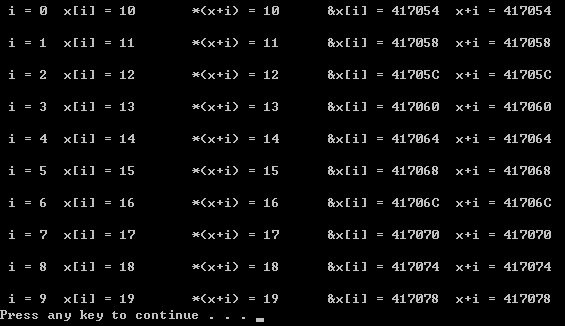 i = 0  x[i] = 10       *(x+i) = 10      &x[i] = 417054  x+i = 417054
i = 1  x[i] = 11       *(x+i) = 11      &x[i] = 417058  x+i = 417058
i = 2  x[i] = 12       *(x+i) = 12      &x[i] = 41705C  x+i = 41705C
i = 3  x[i] = 13       *(x+i) = 13      &x[i] = 417060  x+i = 417060
i = 4  x[i] = 14       *(x+i) = 14      &x[i] = 417064  x+i = 417064
i = 5  x[i] = 15       *(x+i) = 15      &x[i] = 417068  x+i = 417068
i = 6  x[i] = 16       *(x+i) = 16      &x[i] = 41706C  x+i = 41706C
i = 7  x[i] = 17       *(x+i) = 17      &x[i] = 417070  x+i = 417070
i = 8  x[i] = 18       *(x+i) = 18      &x[i] = 417074  x+i = 417074
i = 9  x[i] = 19       *(x+i) = 19      &x[i] = 417078  x+i = 417078
Press any key to continue . . . _